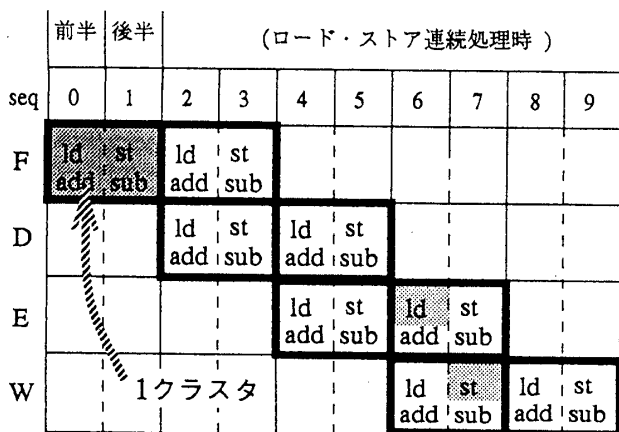 前半 後半 (ロード・ストア連続処理時)
seq 0 1 2 3 4 5 6 7 8 9
F ld st ld st
add sub add sub
D ld st ld st
add sub add sub
E ld st ld st
add sub add sub
W 1クラスタ ld st ld st
add sub add sub